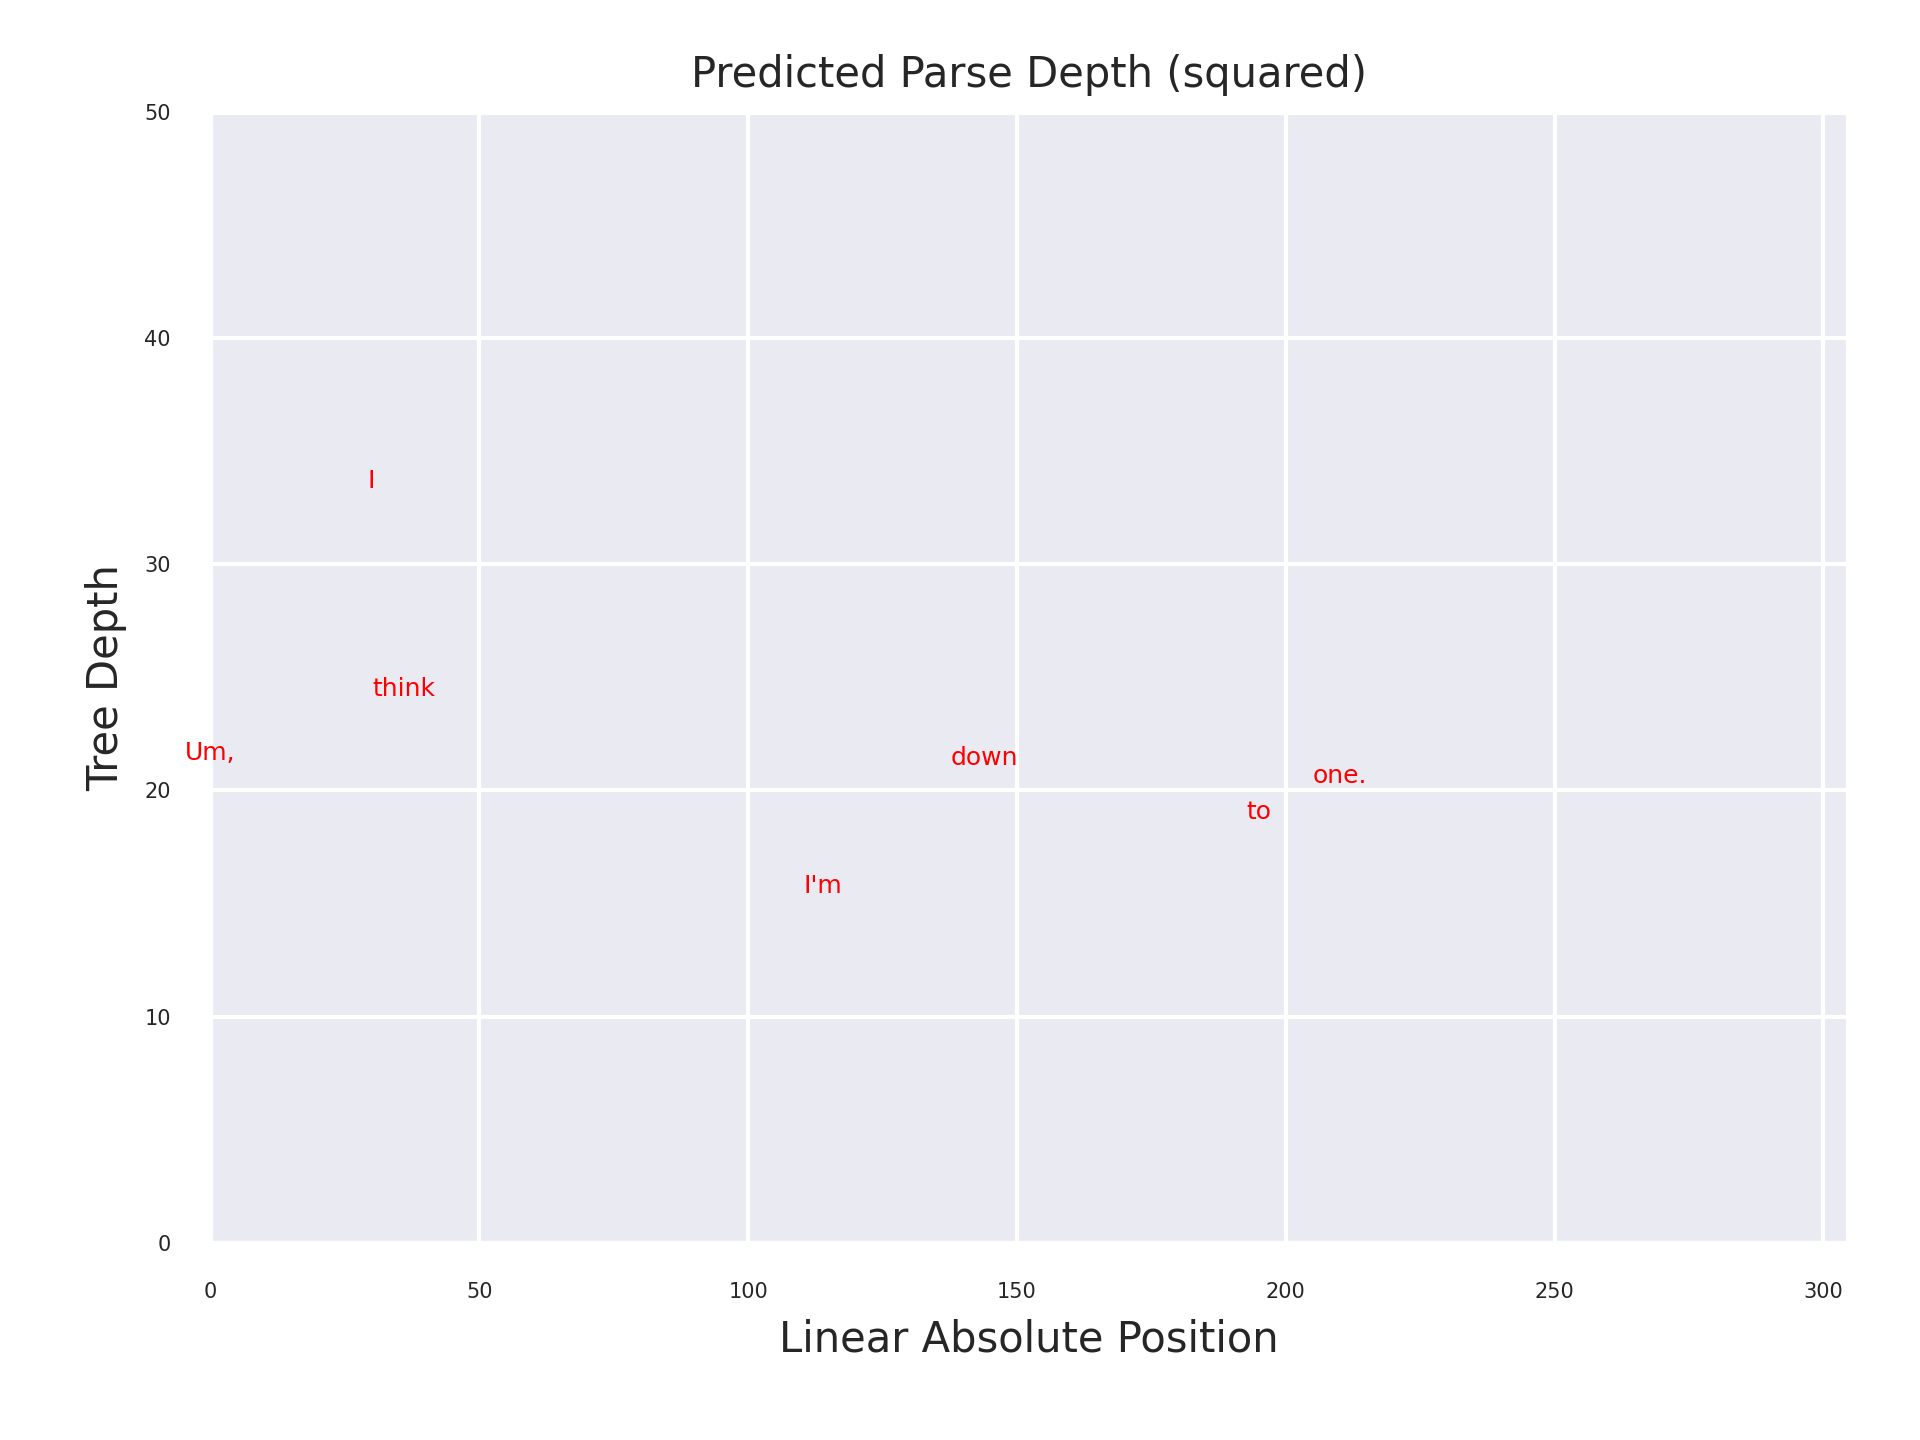 Predicted Parse Depth (squared)
50
40
30
20
10
0
Tree Depth
I
think
Um,
down
one.
to
I'm
0 50 100 150 200 250 300
Linear Absolute Position